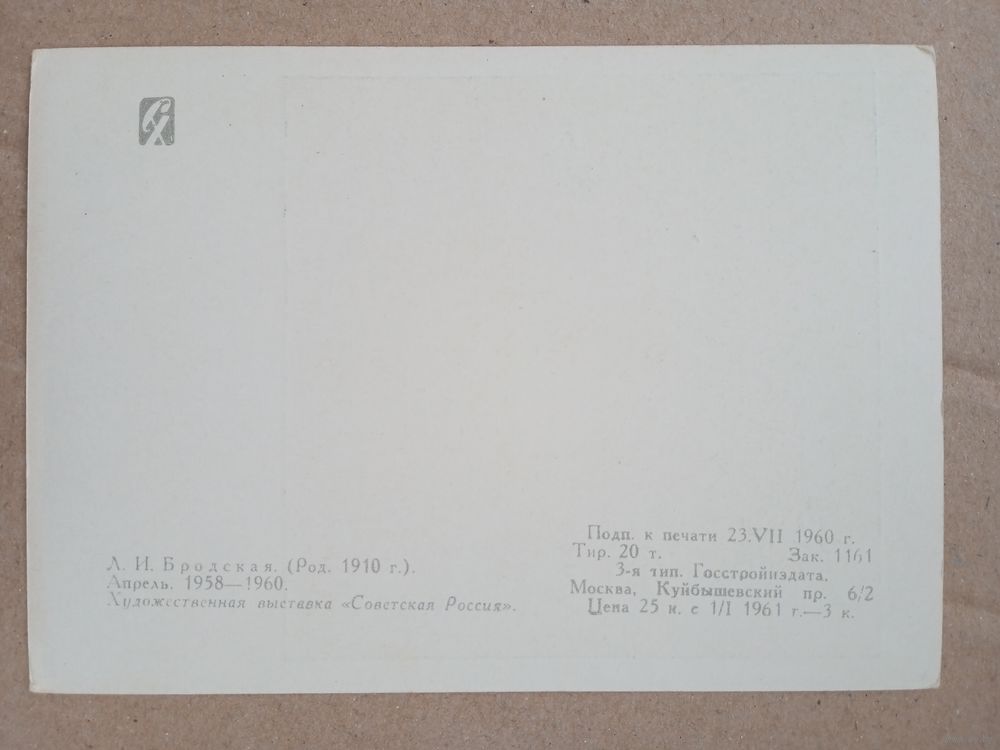 СХ
Л. И. Бродская. (Род. 1910 г.).
Апрель. 1958—1960.
Художественная выставка «Советская Россия».
Подп. к печати 23.VII 1960 г.
Тир. 20 т. Зак. 1161
3-я тип. Госстройиздата.
Москва, Куйбышевский пр. 6/2
Цена 25 к. с 1/I 1961 г.—3 к.